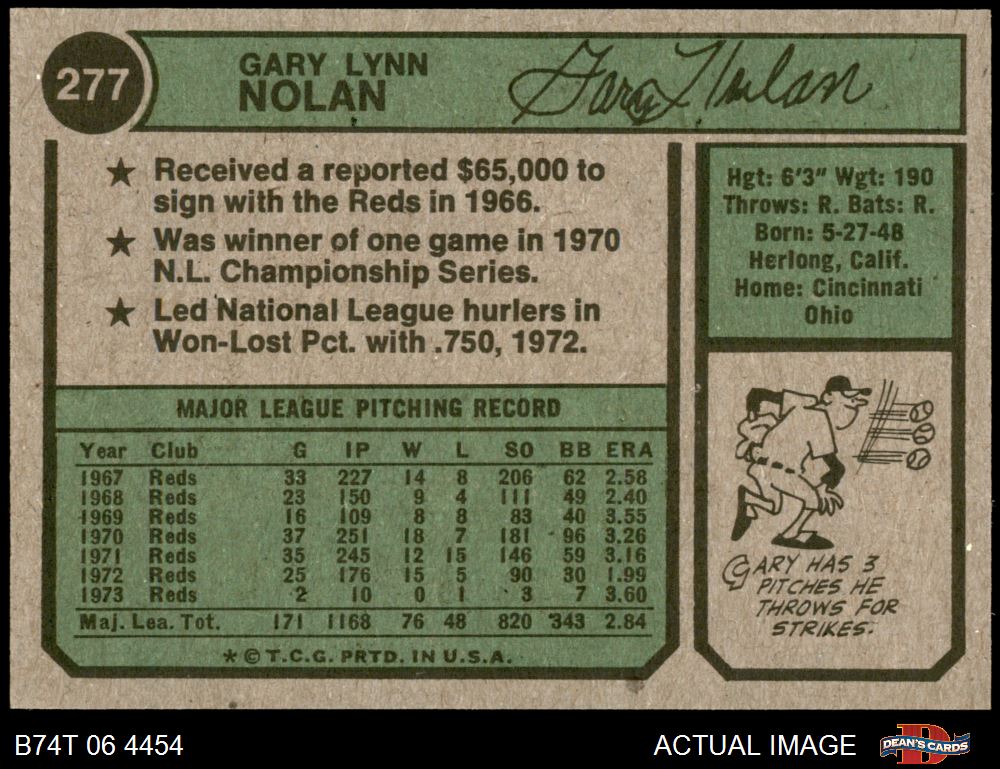 277
GARY LYNN
NOLAN
Gary Nolan
★ Received a reported $65,000 to
sign with the Reds in 1966.
★ Was winner of one game in 1970
N.L. Championship Series.
★ Led National League hurlers in
Won-Lost Pct. with .750, 1972.
Hgt: 6'3" Wgt: 190
Throws: R. Bats: R.
Born: 5-27-48
Herlong, Calif.
Home: Cincinnati
Ohio
MAJOR LEAGUE PITCHING RECORD
Year Club G IP W L SO BB ERA
1967 Reds 33 227 14 8 206 62 2.58
1968 Reds 23 150 9 4 111 49 2.40
1969 Reds 16 109 8 8 83 40 3.55
1970 Reds 37 251 18 7 181 96 3.26
1971 Reds 35 245 12 15 146 59 3.16
1972 Reds 25 176 15 5 90 30 1.99
1973 Reds 2 10 0 1 3 7 3.60
Maj. Lea. Tot. 171 1168 76 48 820 343 2.84
* © T.C.G. PRTD. IN U.S.A.
GARY HAS 3
PITCHES HE
THROWS FOR
STRIKES.
B74T 06 4454
ACTUAL IMAGE
DEAN'S CARDS